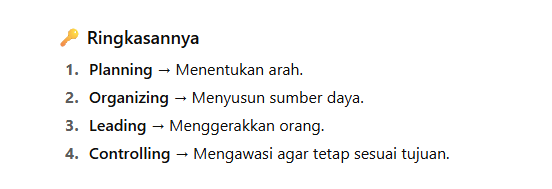 🔑 Ringkasannya
1. Planning → Menentukan arah.
2. Organizing → Menyusun sumber daya.
3. Leading → Menggerakkan orang.
4. Controlling → Mengawasi agar tetap sesuai tujuan.